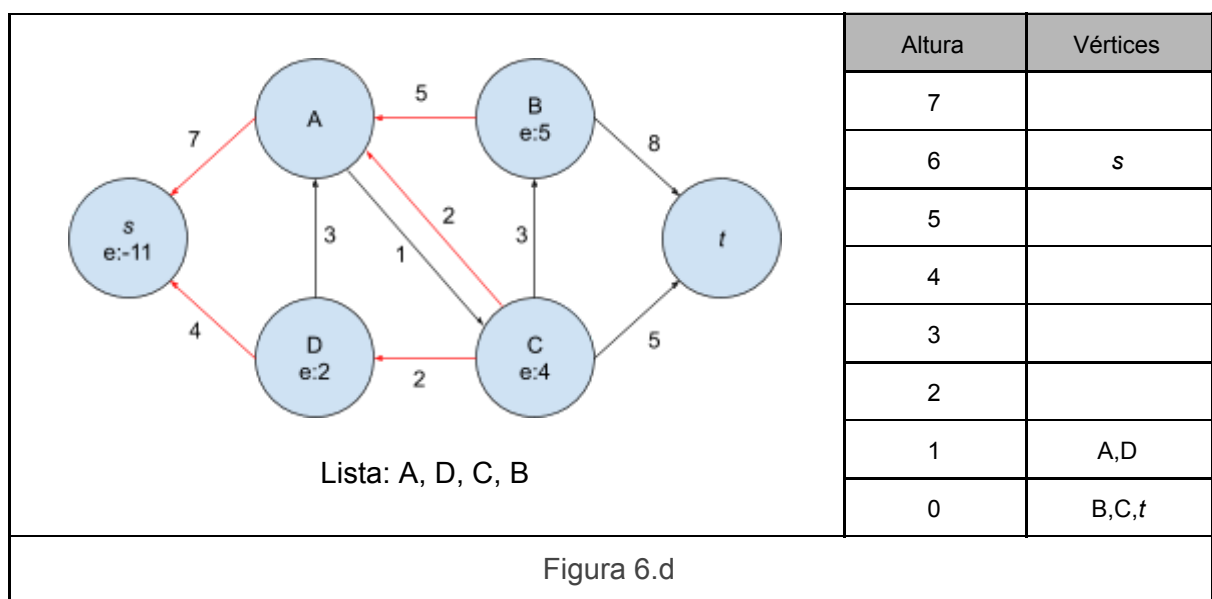 A
B
e:5
s
e:-11
t
D
e:2
C
e:4
7
5
8
3
1
2
3
4
2
5
Lista: A, D, C, B
Altura Vértices
7
6 s
5
4
3
2
1 A,D
0 B,C,t
Figura 6.d